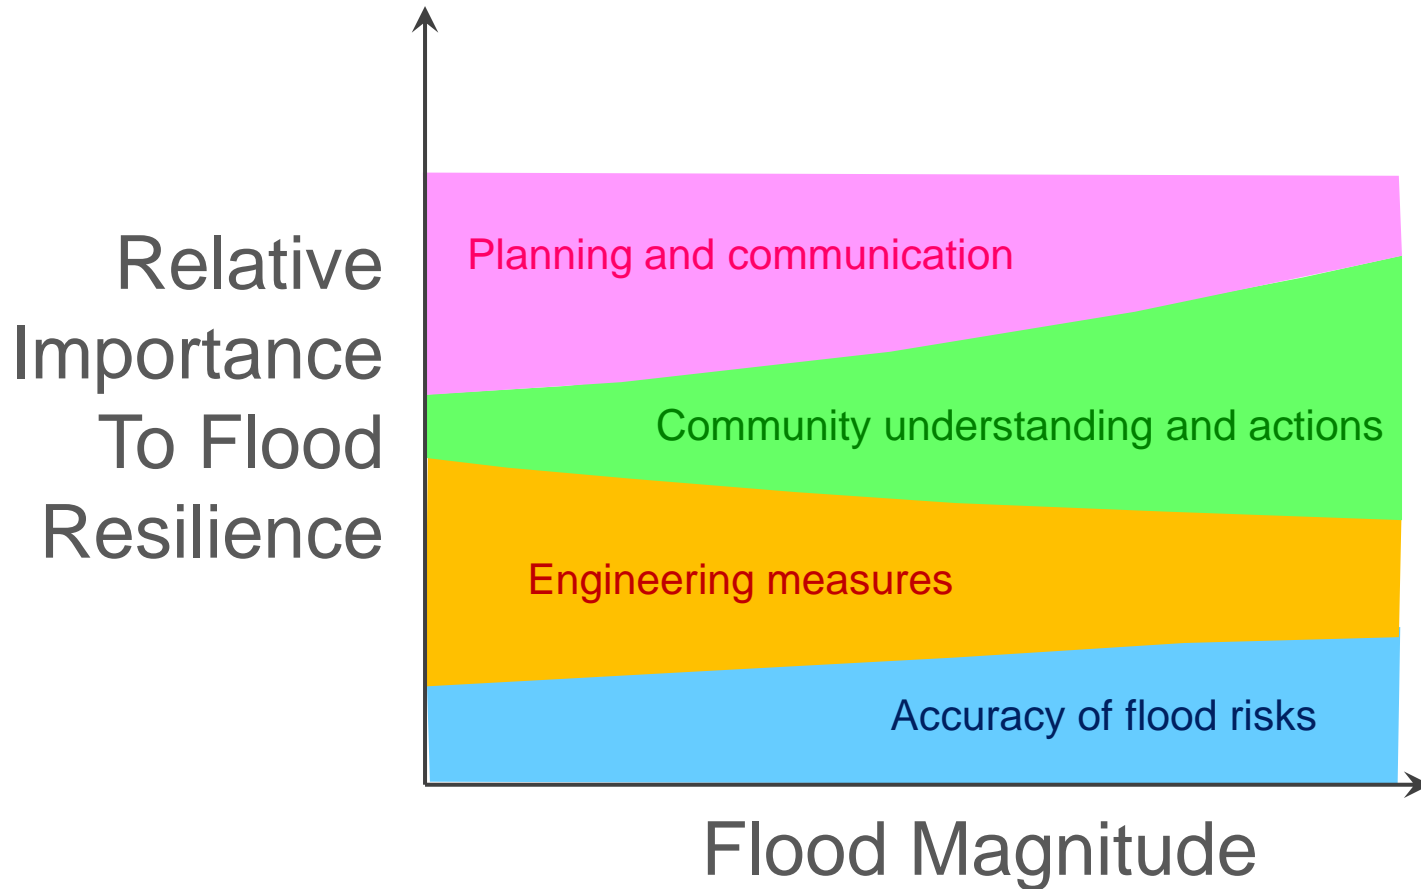 Relative
Importance
To Flood
Resilience
Planning and communication
Community understanding and actions
Engineering measures
Accuracy of flood risks
Flood Magnitude